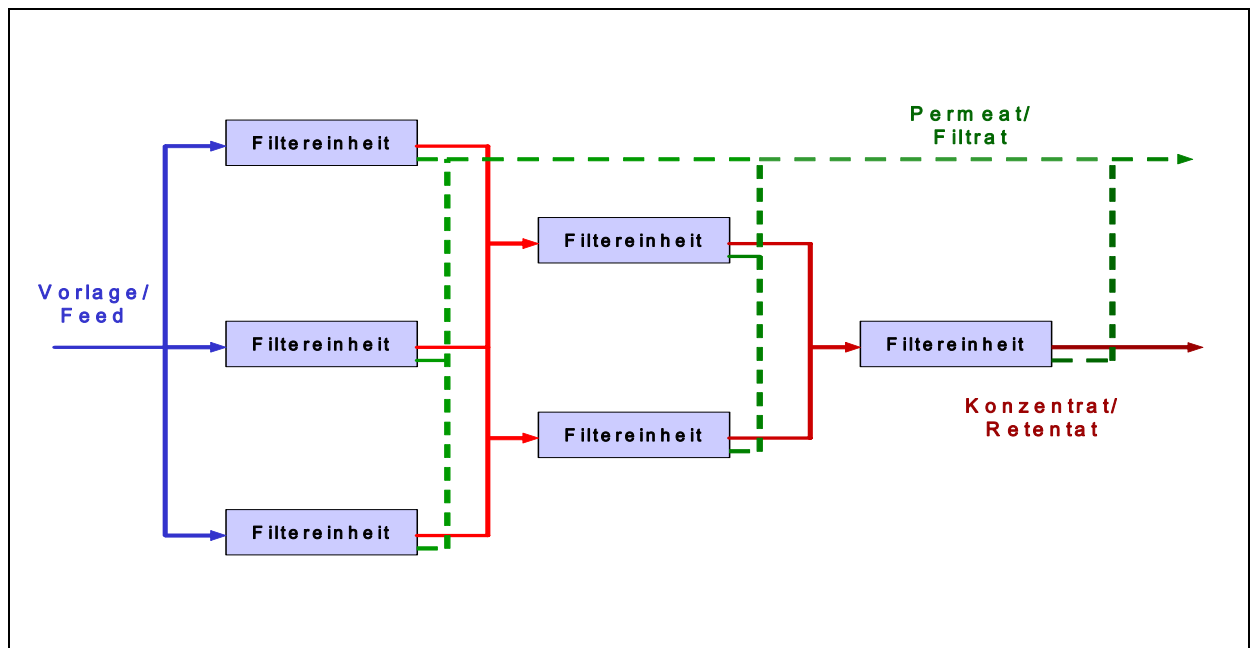 Permeat/
Filtrat
Filtereinheit
Filtereinheit
Vorlage/
Feed
Filtereinheit
Filtereinheit
Konzentrat/
Retentat
Filtereinheit
Filtereinheit